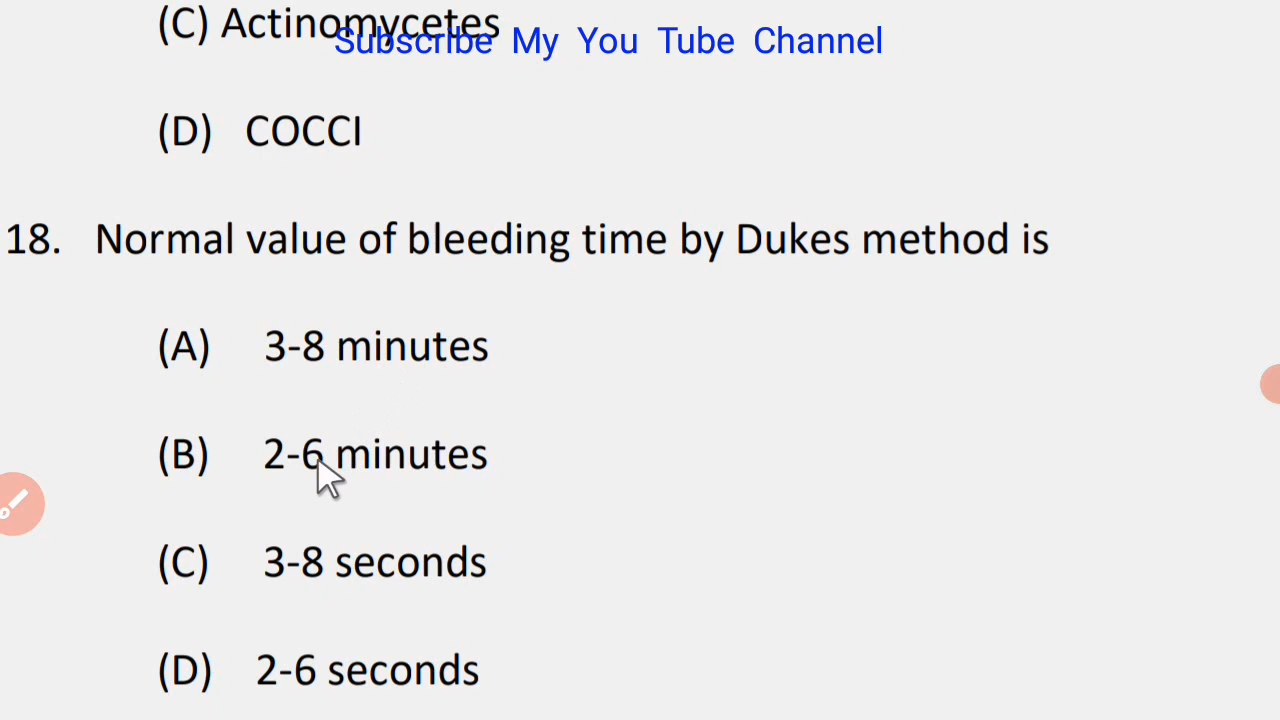 (C) Actinomycetes
Subscribe My You Tube Channel
(D) COCCI
18. Normal value of bleeding time by Dukes method is
(A) 3-8 minutes
(B) 2-6 minutes
(C) 3-8 seconds
(D) 2-6 seconds